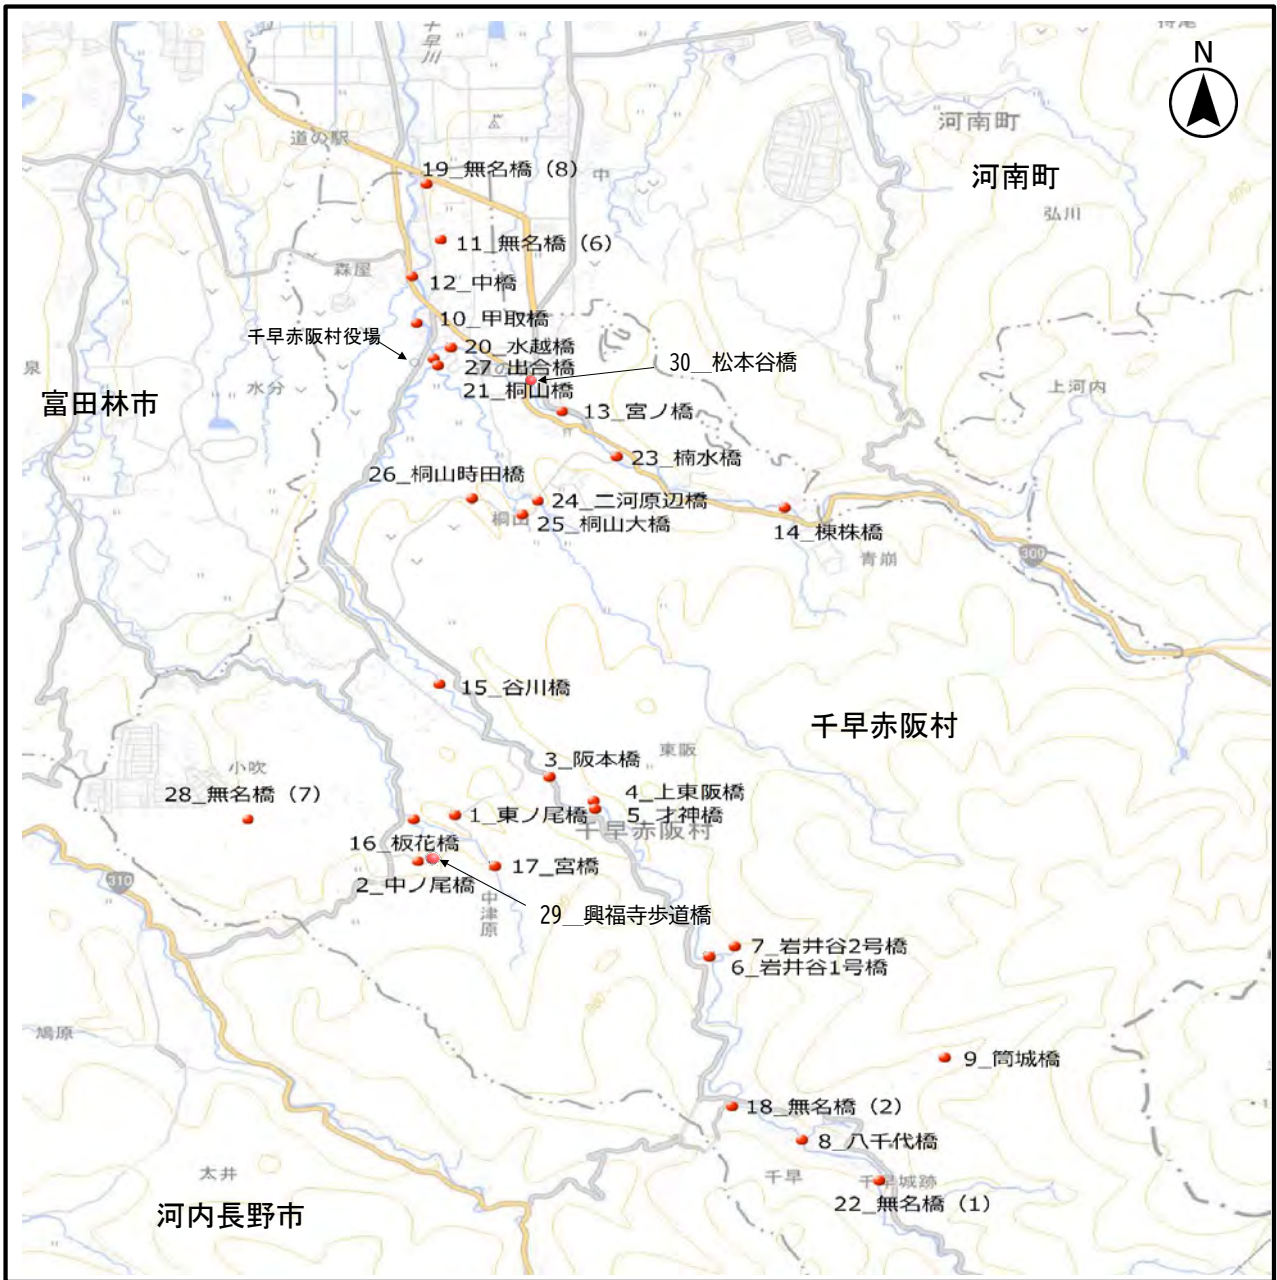 千早川
N
河南町
河南町
道の駅
19_無名橋（8）
中
弘川
11_無名橋（6）
森屋
12_中橋
10_甲取橋
千早赤阪村役場
20_水越橋
27_出合橋
30_松本谷橋
21_桐山橋
泉
水分
上河内
富田林市
13_宮ノ橋
23_楠水橋
26_桐山時田橋
24_二河原辺橋
桐山
25_桐山大橋
14_楝株橋
青崩
309
15_谷川橋
千早赤阪村
東阪
3_阪本橋
小吹
28_無名橋（7）
4_上東阪橋
1_東ノ尾橋
5_才神橋
千早赤阪村
16_板花橋
17_宮橋
310
2_中ノ尾橋
中津原
29_興福寺歩道橋
7_岩井谷2号橋
6_岩井谷1号橋
鳩原
9_筒城橋
18_無名橋（2）
8_八千代橋
太井
千早
千早城跡
22_無名橋（1）
河内長野市